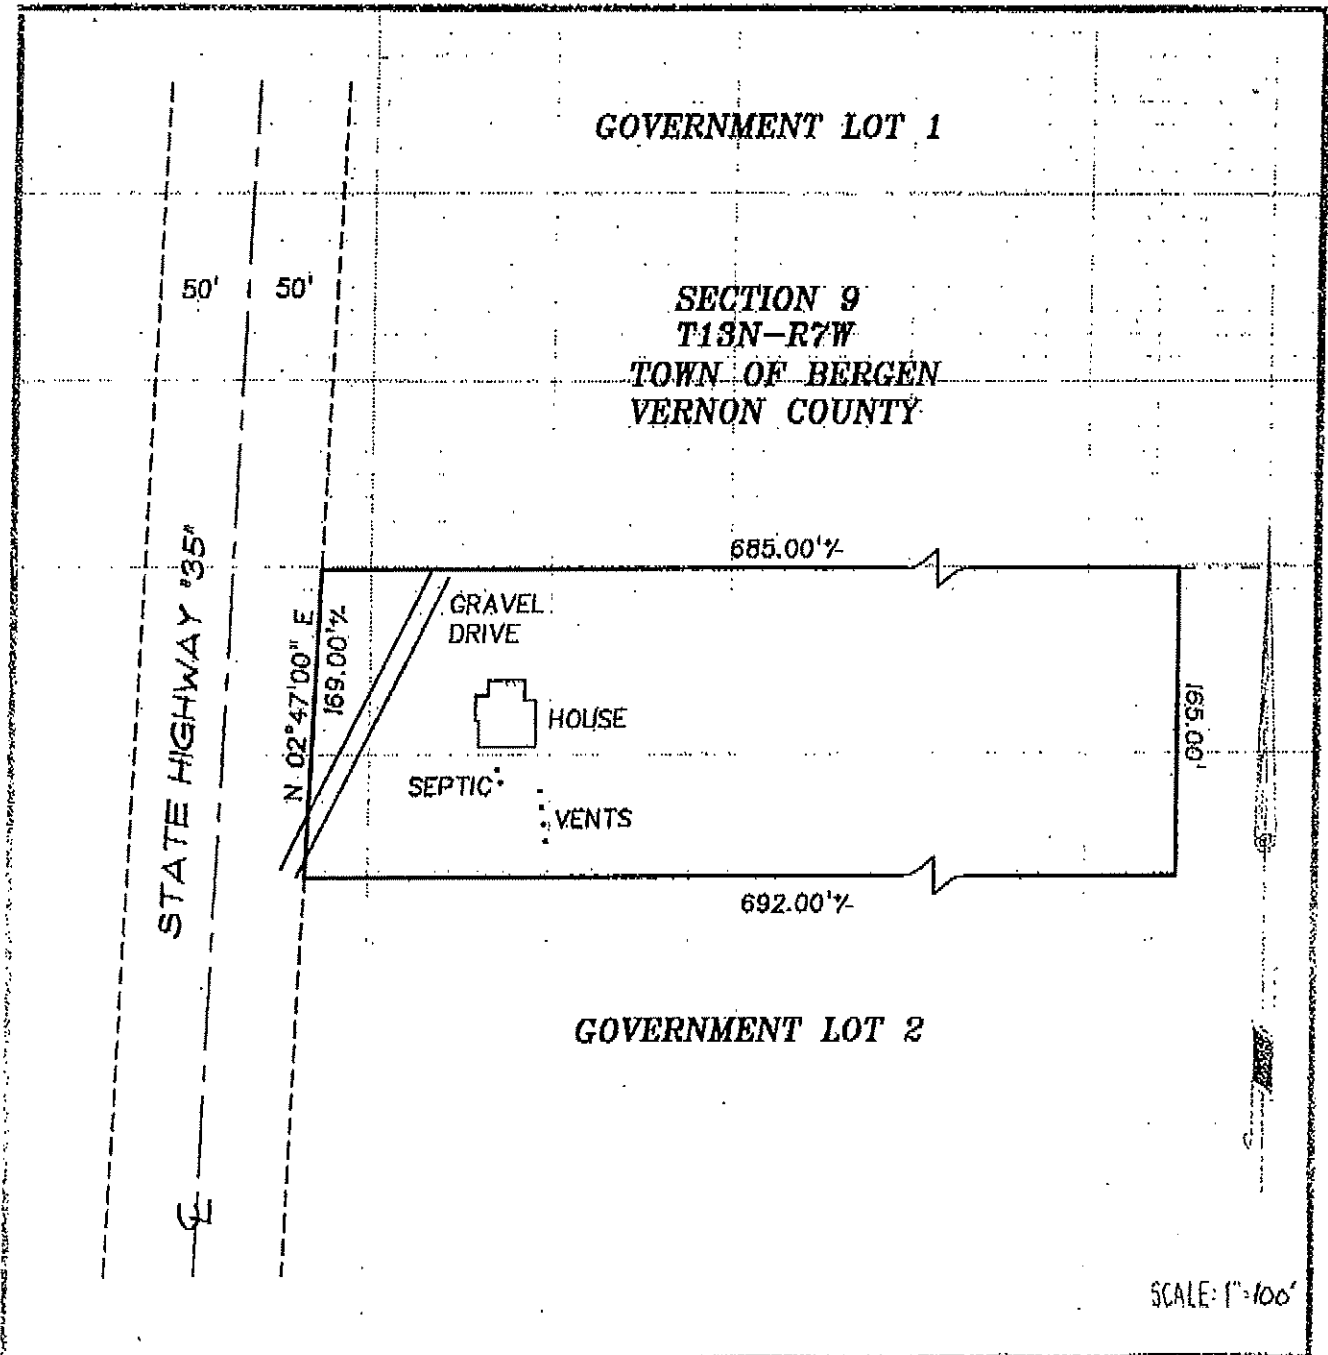 GOVERNMENT LOT 1
50' 50'
SECTION 9
T13N-R7W
TOWN OF BERGEN
VERNON COUNTY
STATE HIGHWAY "35"
685.00'+/-
N 02°47'00" E
169.00'+/-
GRAVEL
DRIVE
HOUSE
SEPTIC
VENTS
165.00'
692.00'+/-
GOVERNMENT LOT 2
℄
SCALE: 1"=100'